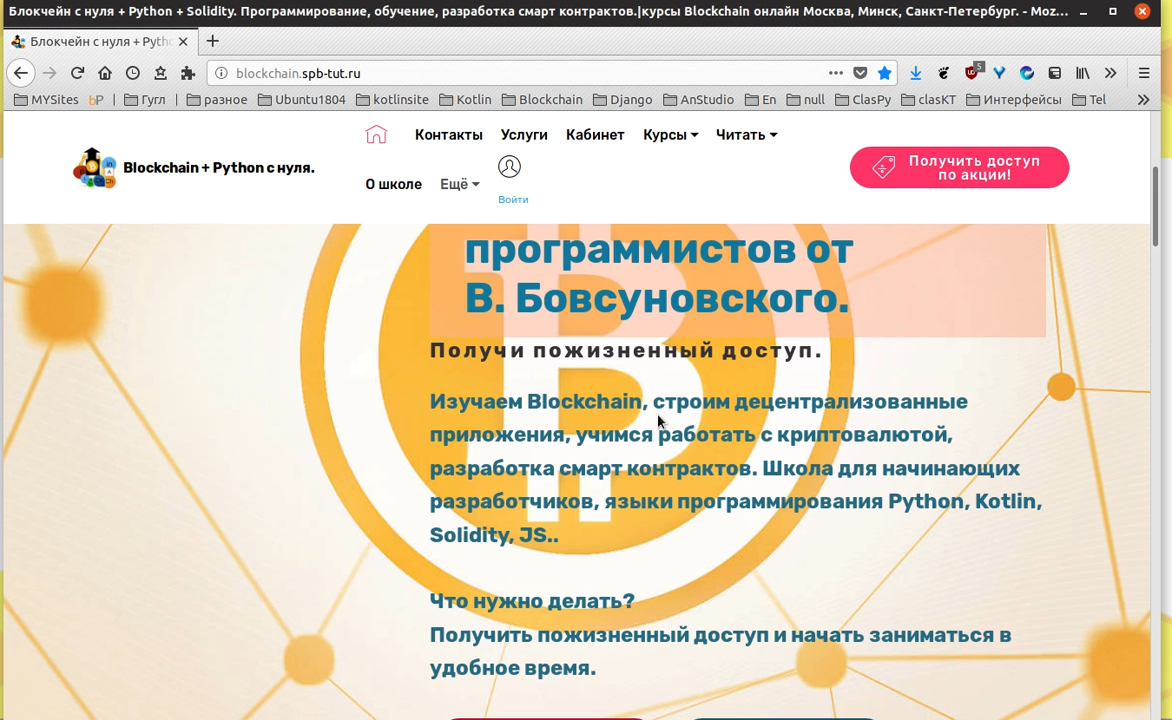 Блокчейн с нуля + Python + Solidity. Программирование, обучение, разработка смарт контрактов.|курсы Blockchain онлайн Москва, Минск, Санкт-Петербург. - Moz…
Блокчейн с нуля + Pytho
blockchain.spb-tut.ru
5
MYSites bP | Гугл | разное Ubuntu1804 kotlinsite Kotlin Blockchain Django AnStudio En null ClasPy clasKT Интерфейсы Tel
Контакты Услуги Кабинет Курсы Читать
Blockchain + Python с нуля.
О школе Ещё
Войти
Получить доступ
по акции!
программистов от
В. Бовсуновского.
Получи пожизненный доступ.
Изучаем Blockchain, строим децентрализованные
приложения, учимся работать с криптовалютой,
разработка смарт контрактов. Школа для начинающих
разработчиков, языки программирования Python, Kotlin,
Solidity, JS..
Что нужно делать?
Получить пожизненный доступ и начать заниматься в
удобное время.